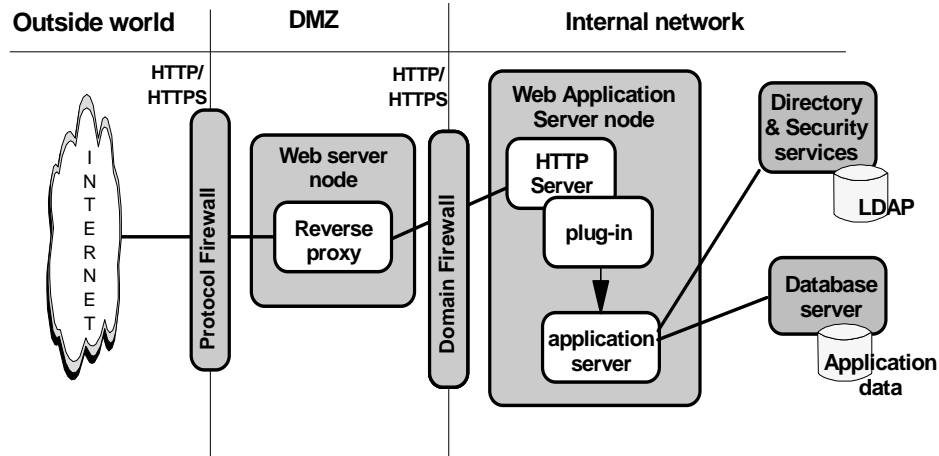 Outside world
DMZ
Internal network
HTTP/
HTTPS
HTTP/
HTTPS
INTERNET
Protocol Firewall
Web server
node
Reverse
proxy
Domain Firewall
Web Application
Server node
HTTP
Server
plug-in
application
server
Directory
& Security
services
LDAP
Database
server
Application
data